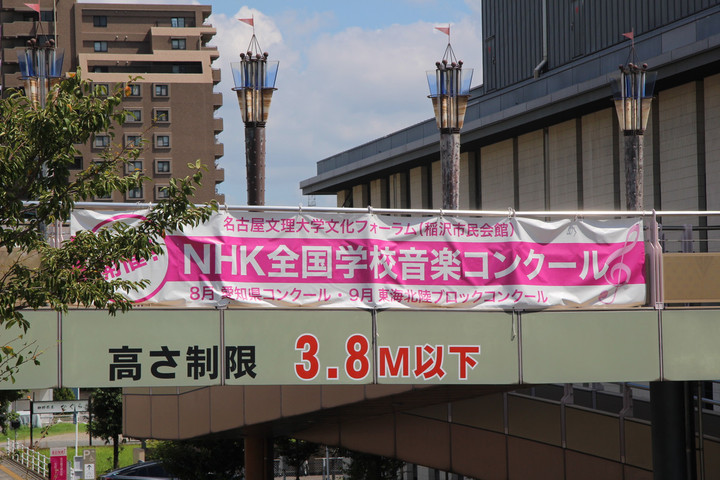 名古屋文理大学文化フォーラム(稲沢市民会館)
NHK全国学校音楽コンクール
8月 愛知県コンクール・9月 東海北陸ブロックコンクール
高さ制限 3.8M以下
P